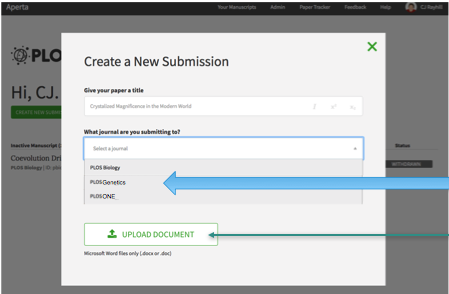 Aperta
Your Manuscripts Admin Paper Tracker Feedback Help CJ Rayhill
PLO
Create a New Submission
Hi, CJ.
Give your paper a title
Crystalised Magnificence in the Modern World
CREATE NEW SUBM
What journal are you submitting to?
Inactive Manuscript (
Status
Select a journal
Coevolution Dri
PLOS Biology
WITHDRAWN
PLOS Biology | ID: plo
PLOS Genetics
PLOS ONE
UPLOAD DOCUMENT
Microsoft Word files only (.docx or .doc)